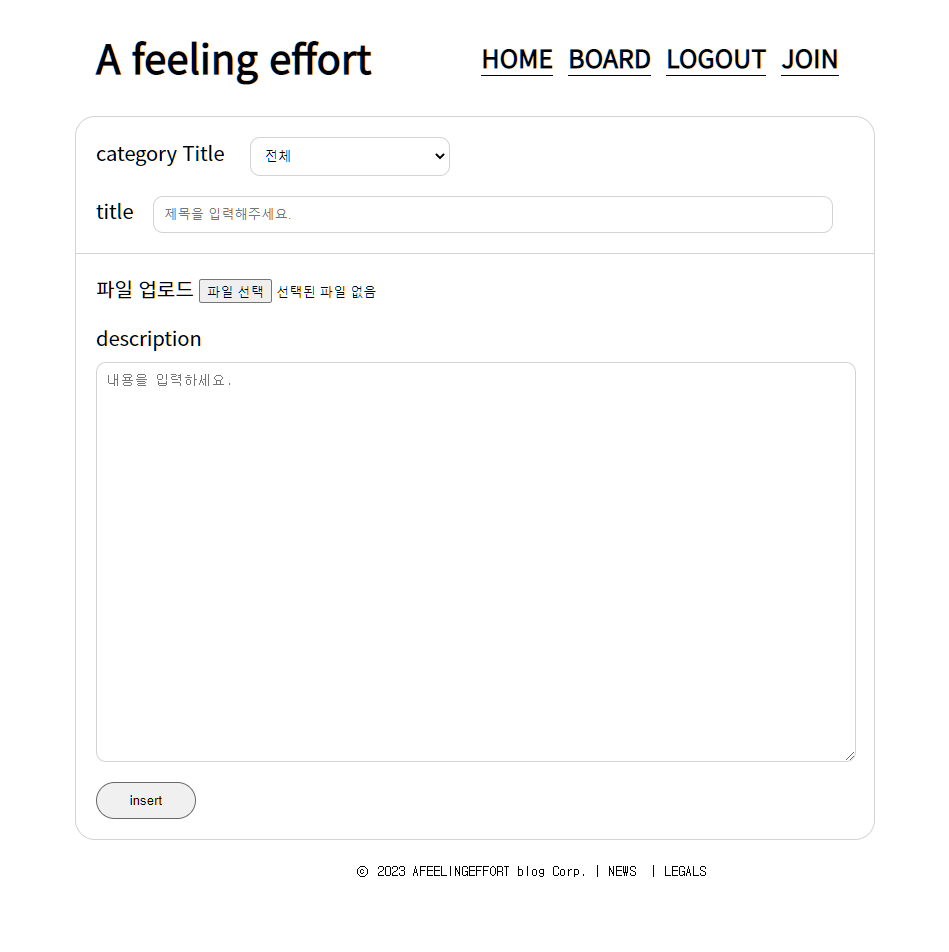 A feeling effort
HOME BOARD LOGOUT JOIN
category Title 전체
title 제목을 입력해주세요.
파일 업로드 파일 선택 선택된 파일 없음
description
내용을 입력하세요.
insert
© 2023 AFEELINGEFFORT blog Corp. | NEWS | LEGALS